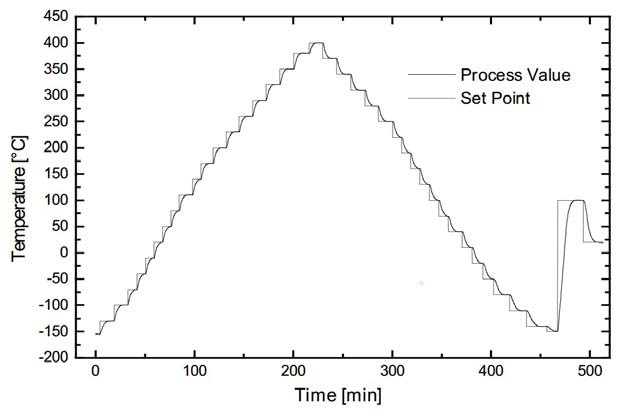 450
400
350
300
250
200
150
100
50
0
-50
-100
-150
-200
Temperature [°C]
Process Value
Set Point
0 100 200 300 400 500
Time [min]